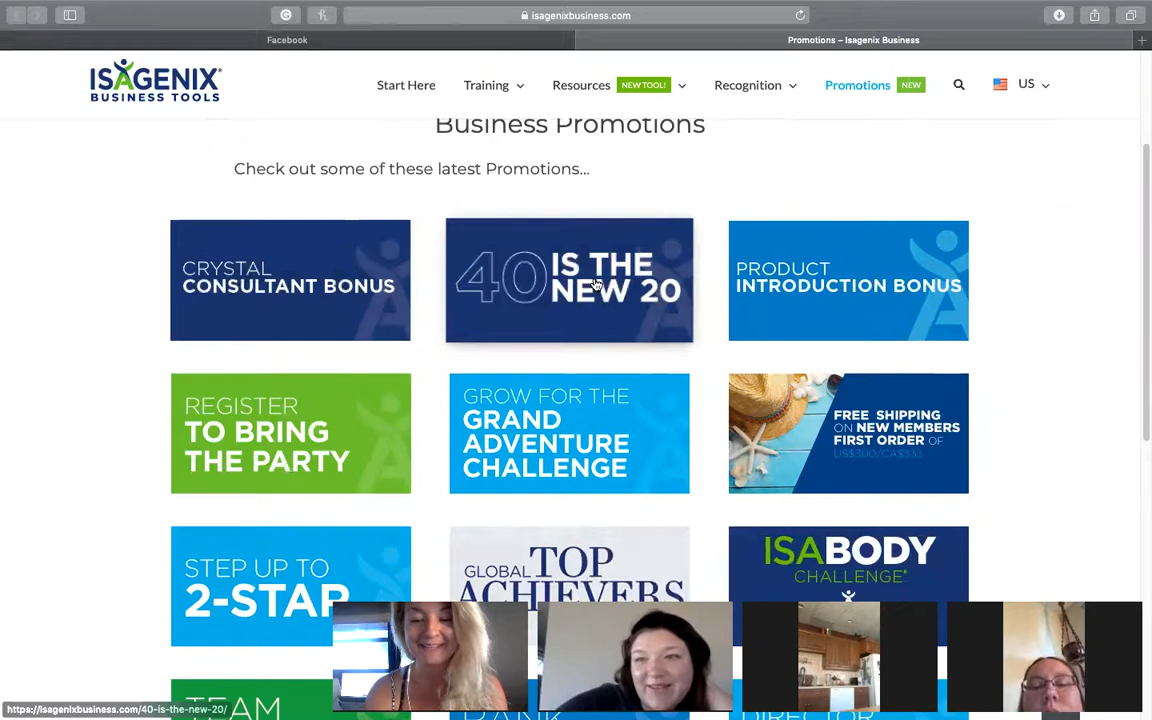 isagenixbusiness.com
Facebook
Promotions – Isagenix Business
ISAGENIX®
BUSINESS TOOLS
Start Here
Training
Resources
NEW TOOL!
Recognition
Promotions
NEW
US
Business Promotions
Check out some of these latest Promotions...
CRYSTAL
CONSULTANT BONUS
40 IS THE
NEW 20
PRODUCT
INTRODUCTION BONUS
REGISTER
TO BRING
THE PARTY
GROW FOR THE
GRAND
ADVENTURE
CHALLENGE
FREE SHIPPING
ON NEW MEMBERS
FIRST ORDER OF
US$300/CA$333
STEP UP TO
2-STAR
GLOBAL TOP
ACHIEVERS
ISABODY
CHALLENGE®
TEAM
RANK
DIRECTOR
https://isagenixbusiness.com/40-is-the-new-20/